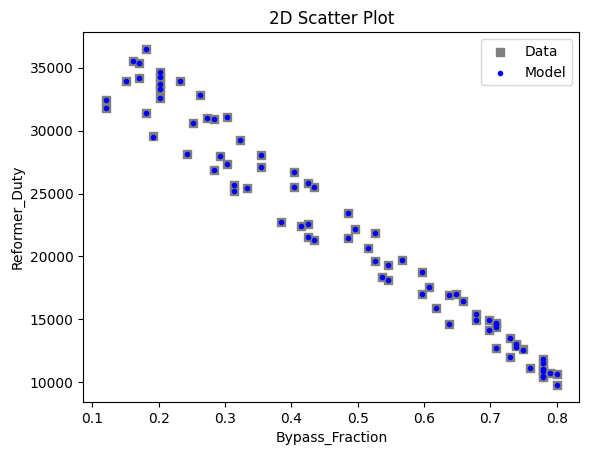 2D Scatter Plot
Data
Model
Reformer_Duty
35000
30000
25000
20000
15000
10000
0.1 0.2 0.3 0.4 0.5 0.6 0.7 0.8
Bypass_Fraction